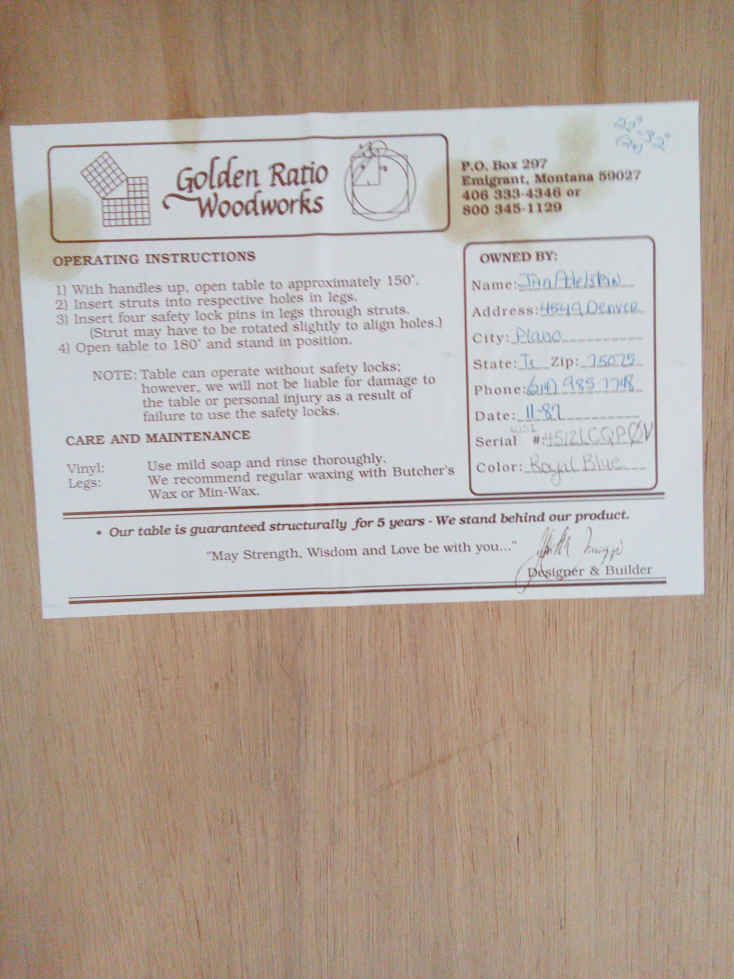 Golden Ratio
Woodworks
P.O. Box 297
Emigrant, Montana 59027
406 333-4346 or
800 345-1129
OPERATING INSTRUCTIONS
1) With handles up, open table to approximately 150°.
2) Insert struts into respective holes in legs.
3) Insert four safety lock pins in legs through struts.
(Strut may have to be rotated slightly to align holes.)
4) Open table to 180° and stand in position.
NOTE: Table can operate without safety locks;
however, we will not be liable for damage to
the table or personal injury as a result of
failure to use the safety locks.
CARE AND MAINTENANCE
Vinyl: Use mild soap and rinse thoroughly.
Legs: We recommend regular waxing with Butcher's
Wax or Min-Wax.
OWNED BY:
Name: Jan
Address: 4549 Denver
City: Plano
State: Tx Zip: 75075
Phone:
Date: 11-87
Serial
#:
Color: Royal Blue
• Our table is guaranteed structurally for 5 years - We stand behind our product.
"May Strength, Wisdom and Love be with you..."
Designer & Builder